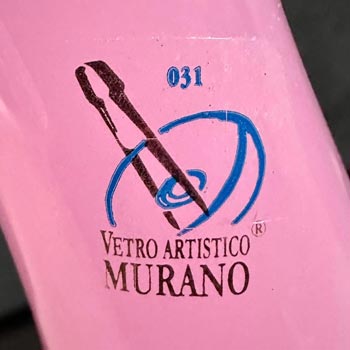 031
VETRO ARTISTICO ®
MURANO